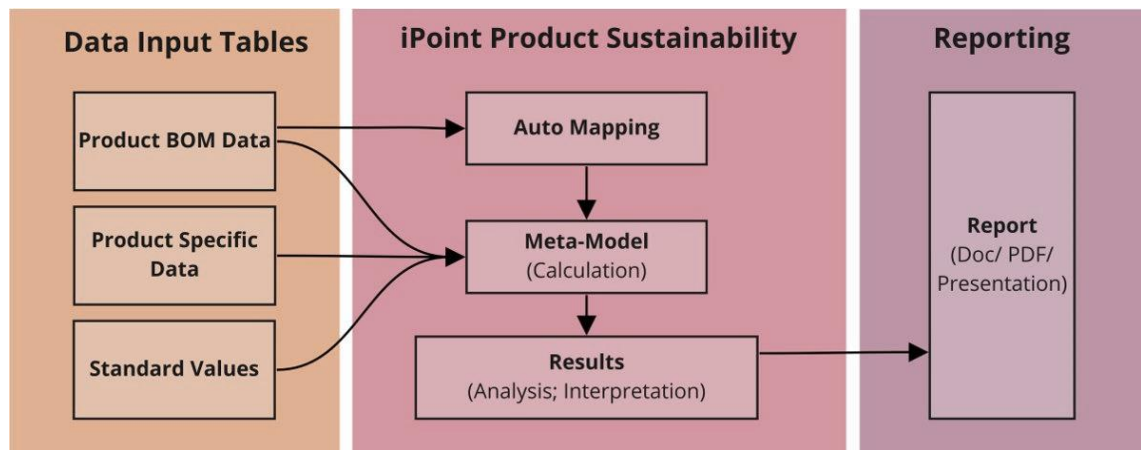 Data Input Tables
Product BOM Data
Product Specific
Data
Standard Values
iPoint Product Sustainability
Auto Mapping
Meta-Model
(Calculation)
Results
(Analysis; Interpretation)
Reporting
Report
(Doc/ PDF/
Presentation)